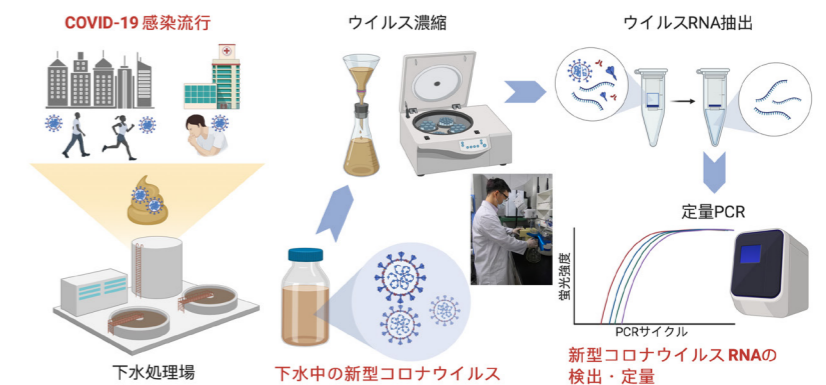 COVID-19 感染流行
下水処理場
下水中の新型コロナウイルス
ウイルス濃縮
ウイルスRNA抽出
定量PCR
蛍光強度
PCRサイクル
新型コロナウイルス RNAの
検出・定量